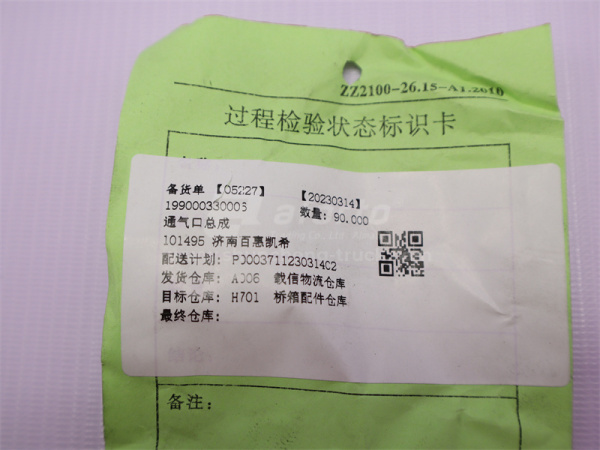 ZZ2100-26.15-A1.2010
过程检验状态标识卡
备货单 【05227】 【20230314】
199000330006 数量: 90.000
通气口总成
101495 济南百惠凯希
配送计划: PD00371123031402
发货仓库: A006 载信物流仓库
目标仓库: H701 桥箱配件仓库
最终仓库:
备注: